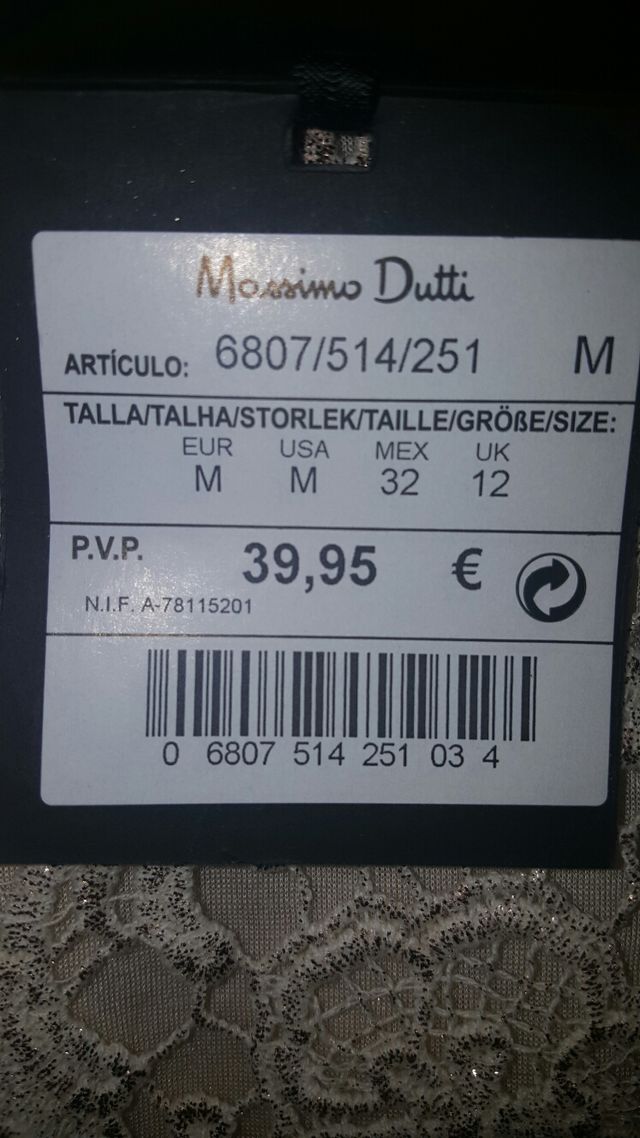 Massimo Dutti
ARTÍCULO: 6807/514/251 M
TALLA/TALHA/STORLEK/TAILLE/GRÖßE/SIZE:
EUR USA MEX UK
M M 32 12
P.V.P. 39,95 €
N.I.F. A-78115201
0 6807 514 251 03 4